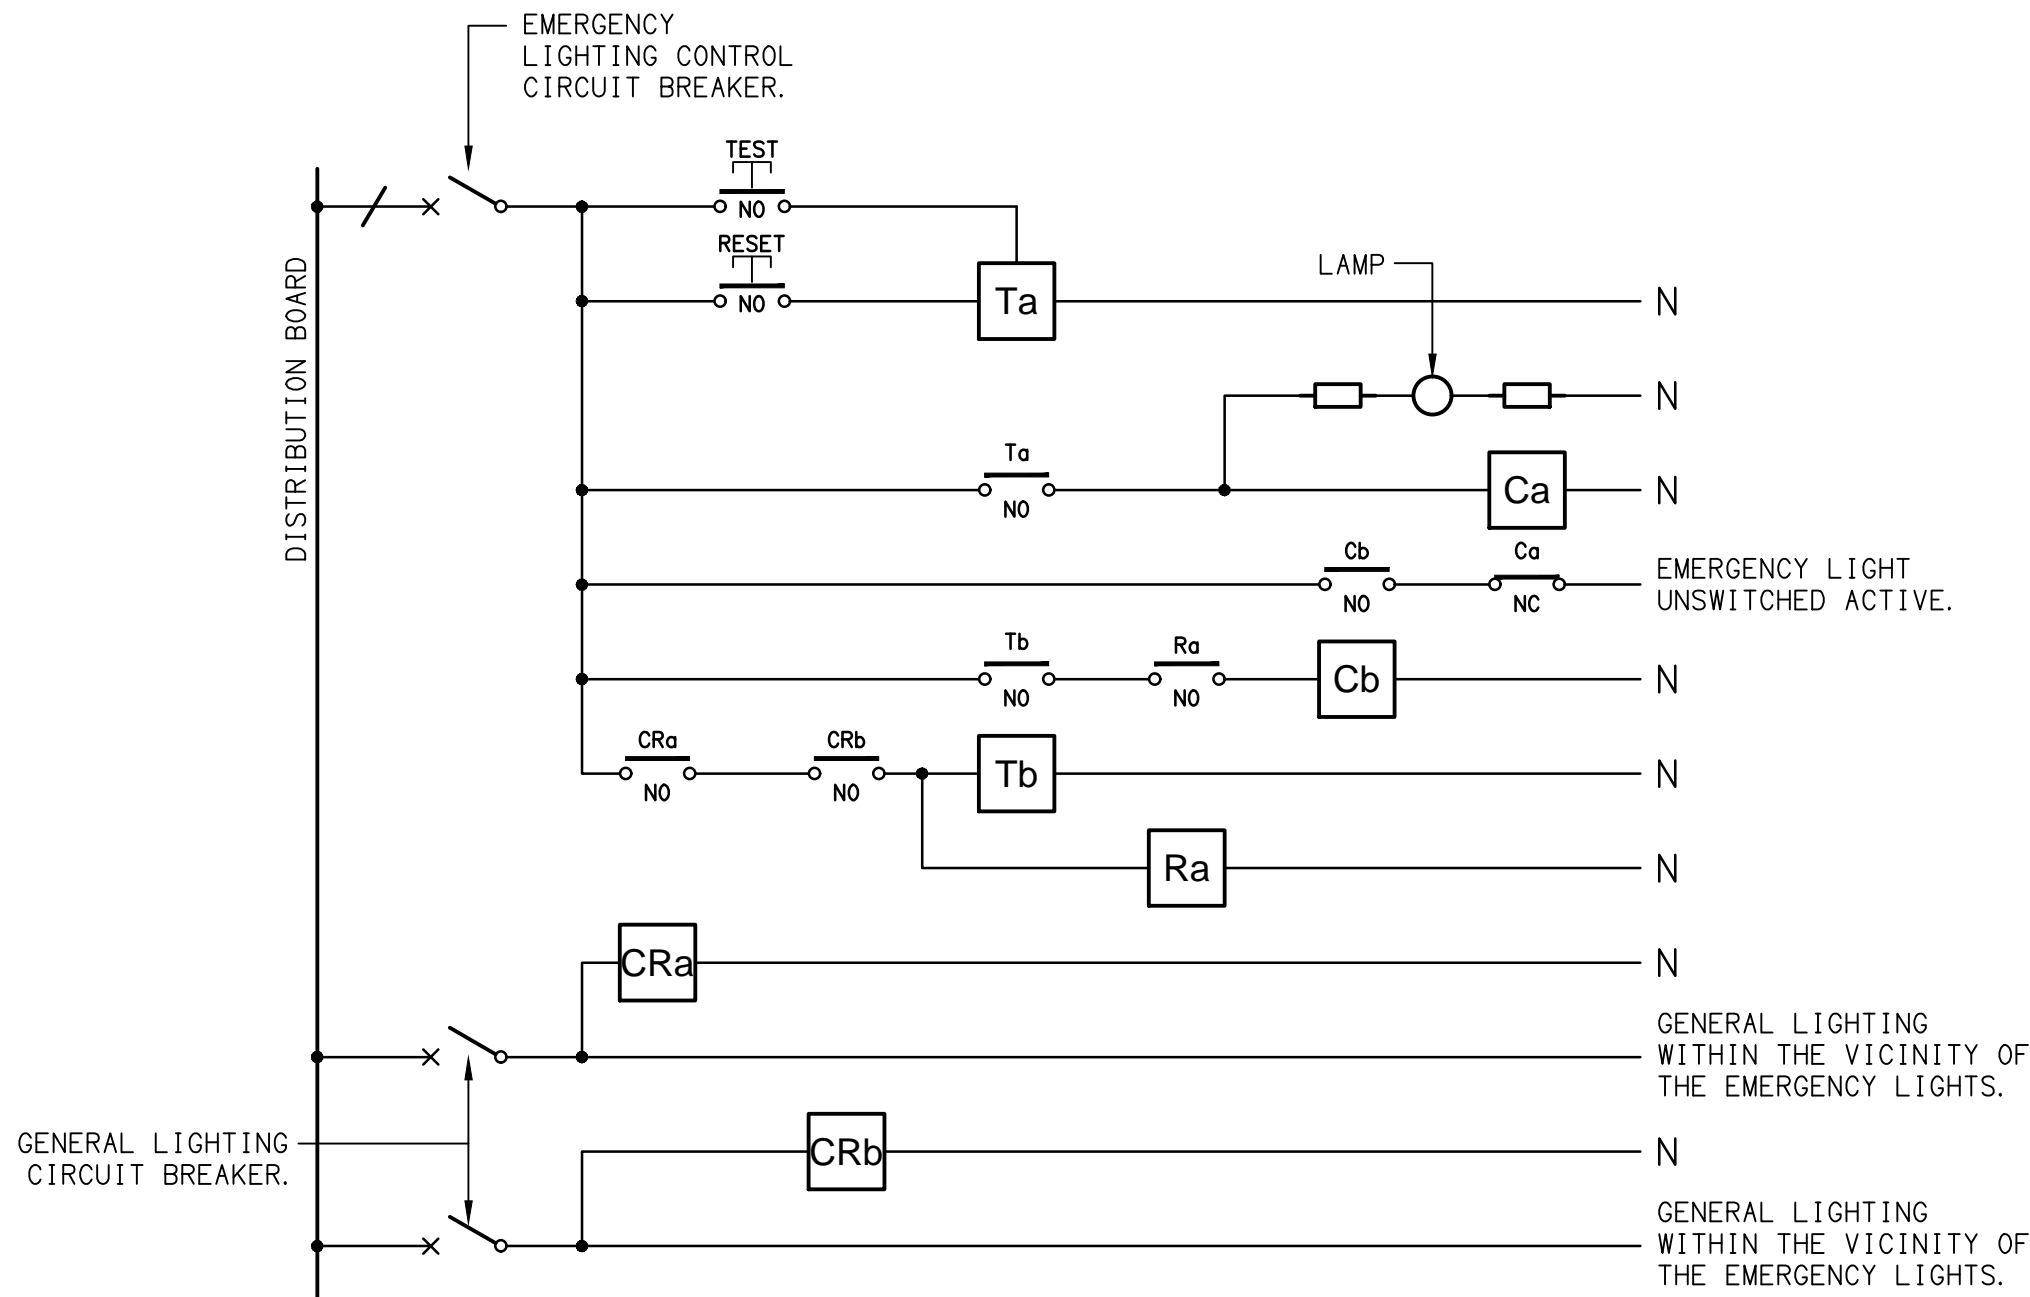 EMERGENCY
LIGHTING CONTROL
CIRCUIT BREAKER.
TEST
NO
RESET
NO
DISTRIBUTION BOARD
LAMP
Ta
N
N
Ta
NO
Ca
N
Cb
NO
Ca
NC
EMERGENCY LIGHT
UNSWITCHED ACTIVE.
Tb
NO
Ra
NO
Cb
N
CRa
NO
CRb
NO
Tb
N
Ra
N
CRa
N
GENERAL LIGHTING
WITHIN THE VICINITY OF
THE EMERGENCY LIGHTS.
GENERAL LIGHTING
CIRCUIT BREAKER.
CRb
N
GENERAL LIGHTING
WITHIN THE VICINITY OF
THE EMERGENCY LIGHTS.